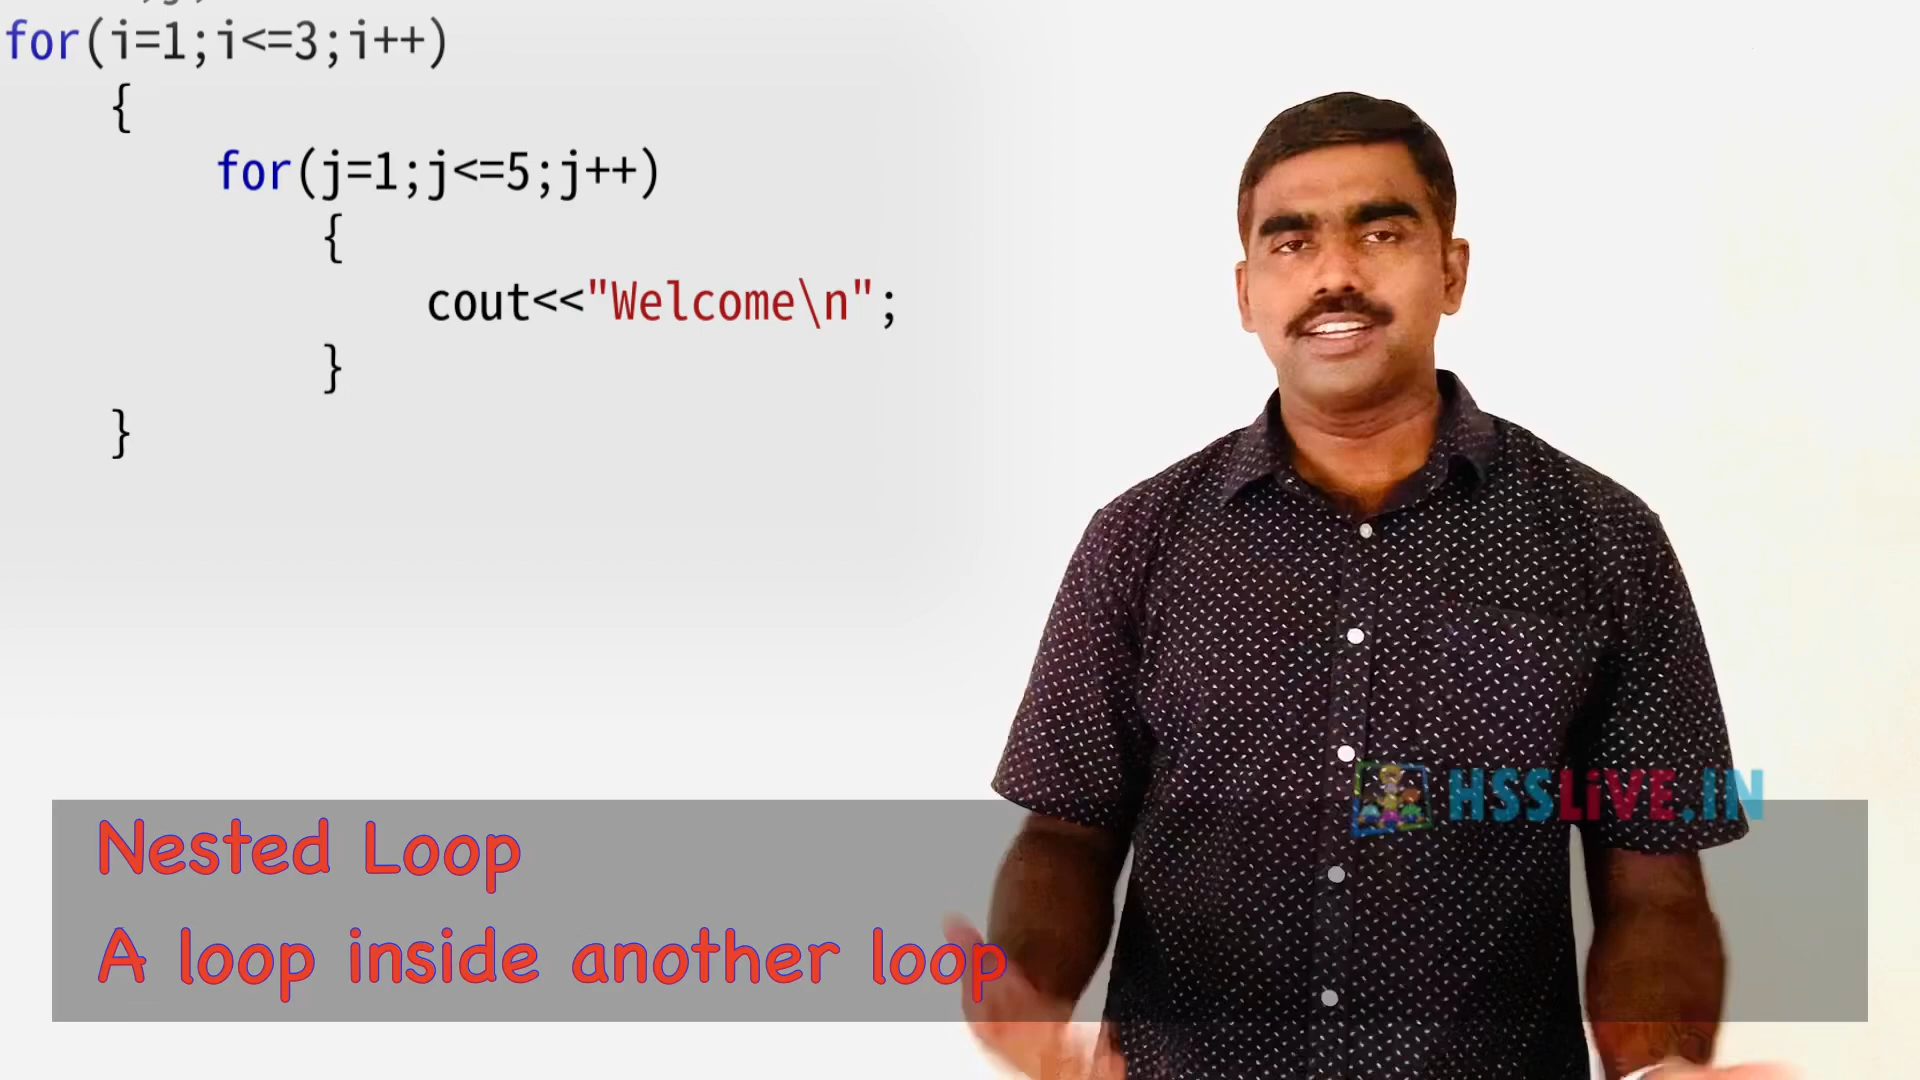 for(i=1;i<=3;i++)
{
for(j=1;j<=5;j++)
{
cout<<"Welcome\n";
}
}
HSSLiVE.IN
Nested Loop
A loop inside another loop